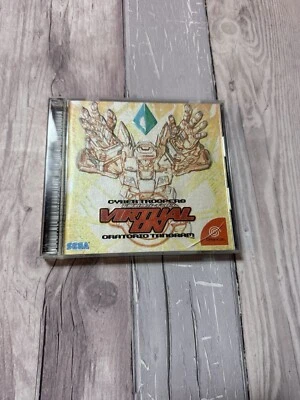 CYBER TROOPERS
VIRTUAL
ON
ORATORIO TANGRAM
SEGA
Dreamcast